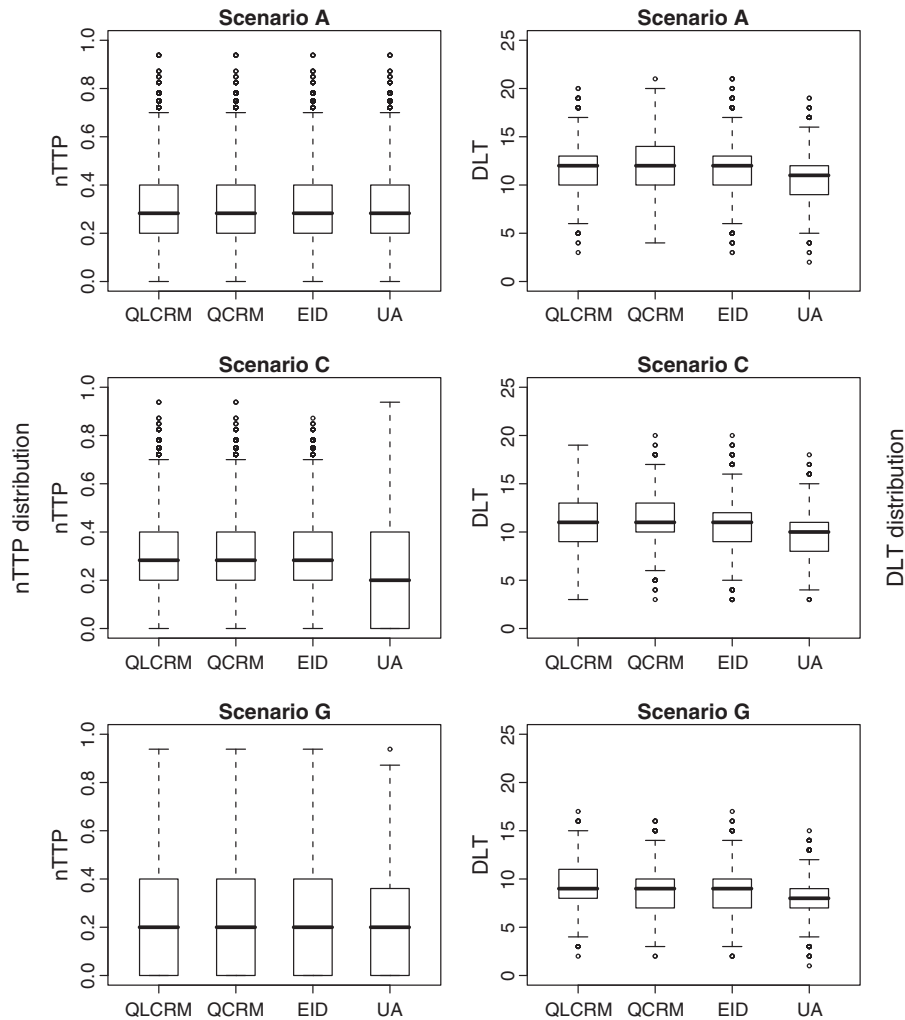 Scenario A
nTTP
0.0 0.2 0.4 0.6 0.8 1.0
QLCRM QCRM EID UA
Scenario A
DLT
0 5 10 15 20 25
QLCRM QCRM EID UA
nTTP distribution
Scenario C
nTTP
0.0 0.2 0.4 0.6 0.8 1.0
QLCRM QCRM EID UA
Scenario C
DLT
0 5 10 15 20 25
QLCRM QCRM EID UA
DLT distribution
Scenario G
nTTP
0.0 0.2 0.4 0.6 0.8 1.0
QLCRM QCRM EID UA
Scenario G
DLT
0 5 10 15 20 25
QLCRM QCRM EID UA